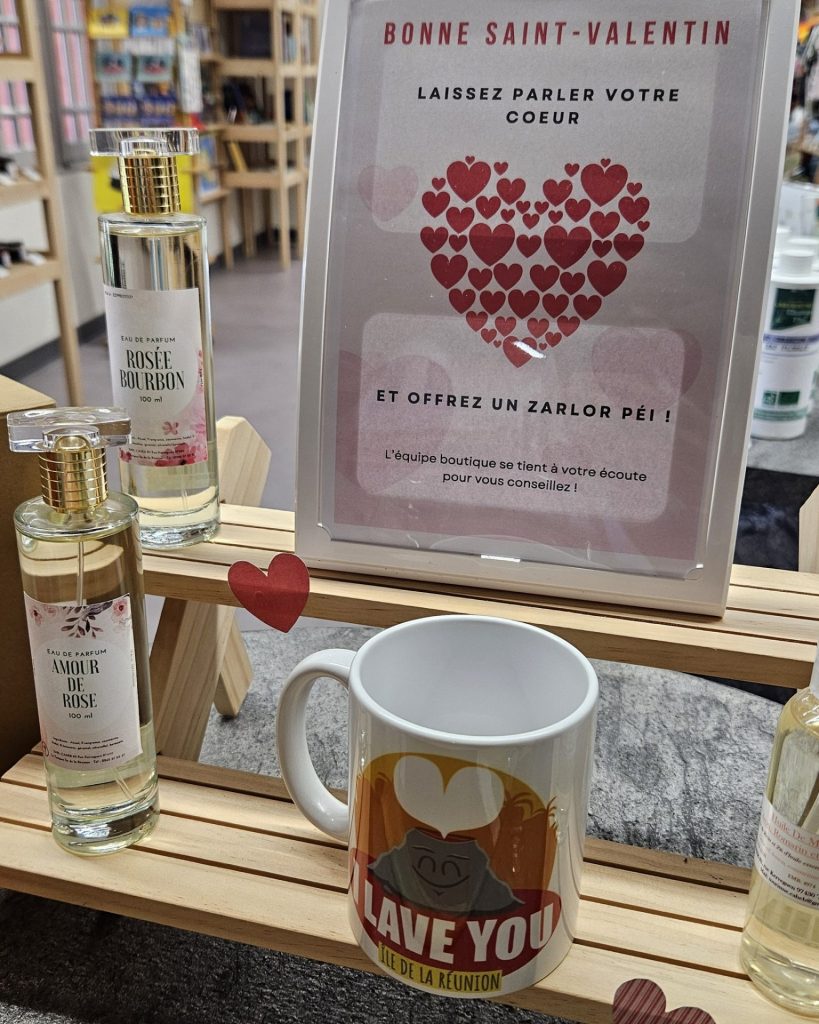 BONNE SAINT-VALENTIN
LAISSEZ PARLER VOTRE
COEUR
ET OFFREZ UN ZARLOR PÉI !
L'équipe boutique se tient à votre écoute
pour vous conseillez !
EAU DE PARFUM
ROSÉE
BOURBON
100 ml
EAU DE PARFUM
AMOUR
DE
ROSE
100 ml
I LAVE YOU
ÎLE DE LA RÉUNION